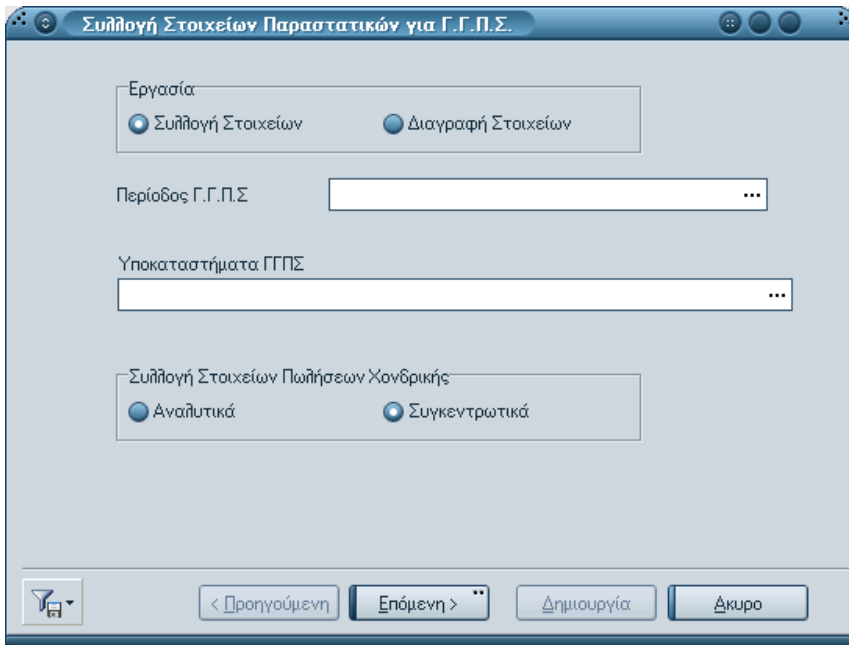 Συλλογή Στοιχείων Παραστατικών για Γ.Γ.Π.Σ.
Εργασία
Συλλογή Στοιχείων Διαγραφή Στοιχείων
Περίοδος Γ.Γ.Π.Σ ...
Υποκαταστήματα ΓΓΠΣ
...
Συλλογή Στοιχείων Πωλήσεων Χονδρικής
Αναλυτικά Συγκεντρωτικά
< Προηγούμενη Επόμενη > Δημιουργία Ακυρο